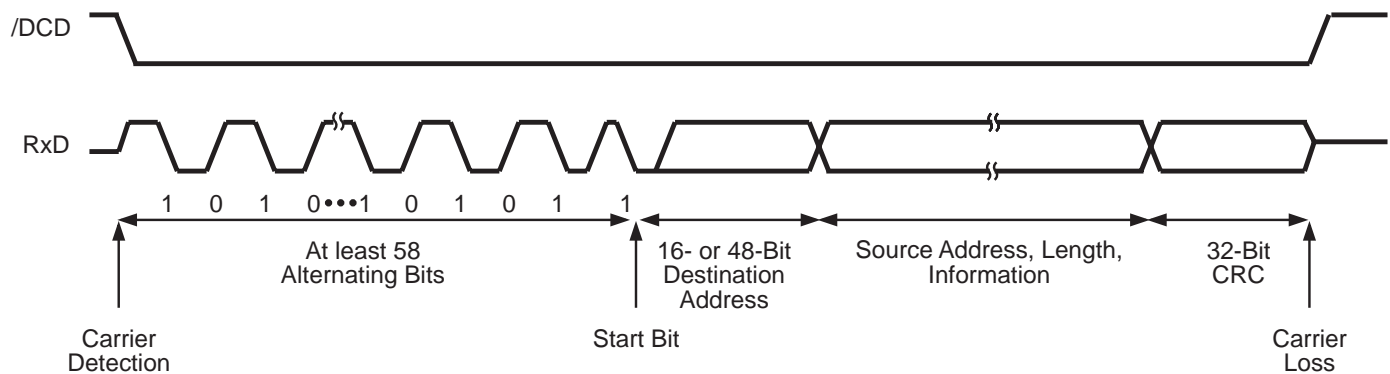 /DCD
RxD
1 0 1 0•••1 0 1 0 1 1
At least 58
Alternating Bits
16- or 48-Bit
Destination
Address
Source Address, Length,
Information
32-Bit
CRC
Carrier
Detection
Start Bit
Carrier
Loss